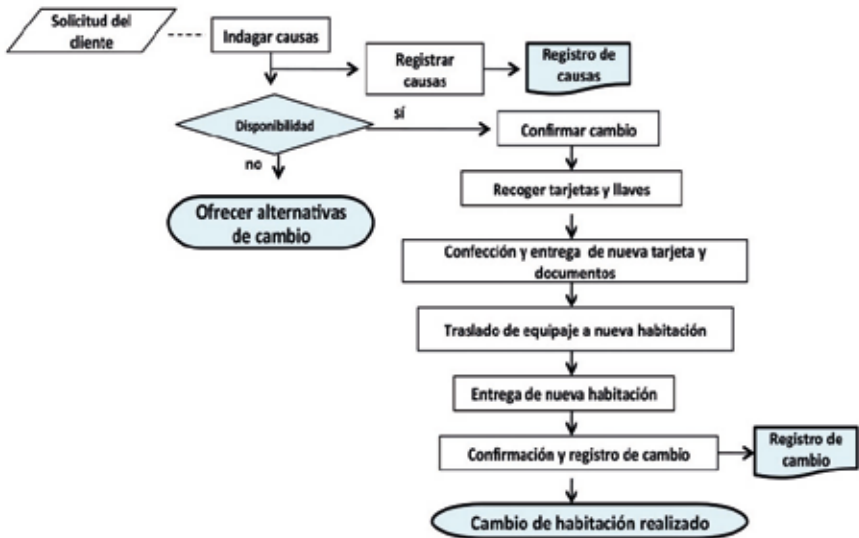 Solicitud del
cliente
Indagar causas
Registrar
causas
Registro de
causas
Disponibilidad
sí
no
Confirmar cambio
Ofrecer alternativas
de cambio
Recoger tarjetas y llaves
Confección y entrega de nueva tarjeta y
documentos
Traslado de equipaje a nueva habitación
Entrega de nueva habitación
Confirmación y registro de cambio
Registro de
cambio
Cambio de habitación realizado